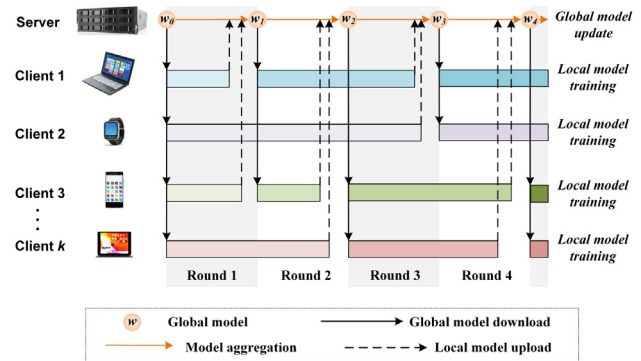 Server
w0
w1
w2
w3
w4
Global model
update
Client 1
Local model
training
Client 2
Local model
training
Client 3
Local model
training
Client k
Local model
training
Round 1
Round 2
Round 3
Round 4
w
Global model
Global model download
Model aggregation
Local model upload